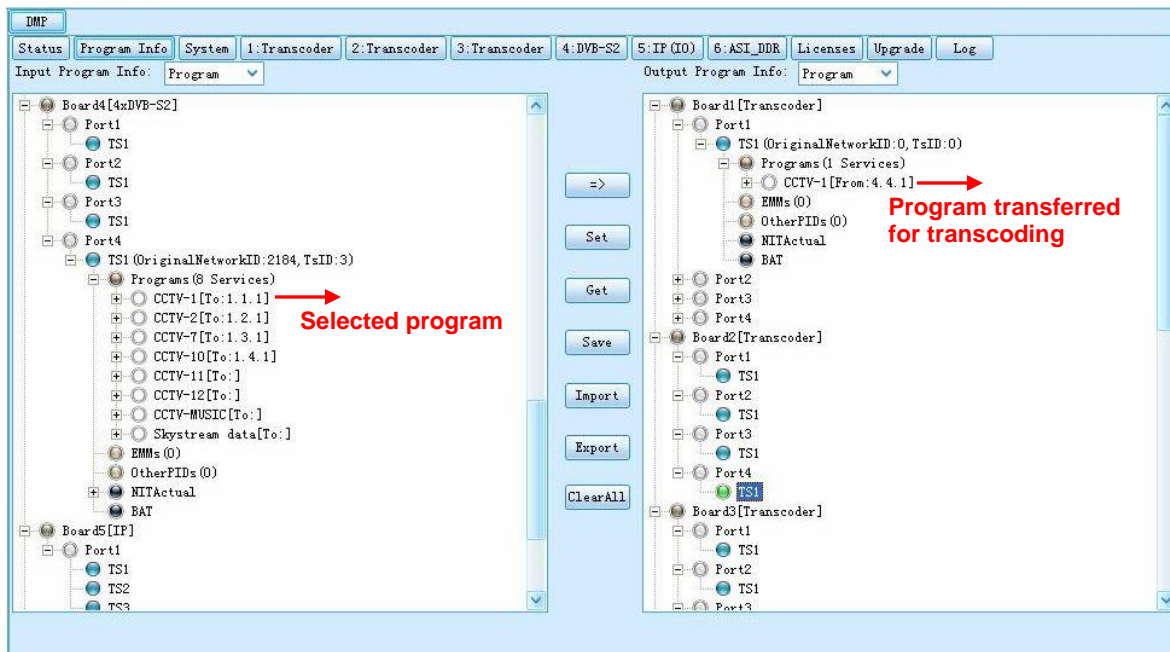 DMP
Status Program Info System 1:Transcoder 2:Transcoder 3:Transcoder 4:DVB-S2 5:IP(IO) 6:ASI_DDR Licenses Upgrade Log
Input Program Info: Program
Output Program Info: Program
Board4[4xDVB-S2]
Port1
TS1
Port2
TS1
Port3
TS1
Port4
TS1(OriginalNetworkID:2184,TsID:3)
Programs(8 Services)
CCTV-1[To:1.1.1]
CCTV-2[To:1.2.1]
CCTV-7[To:1.3.1]
CCTV-10[To:1.4.1]
CCTV-11[To:]
CCTV-12[To:]
CCTV-MUSIC[To:]
Skystream data[To:]
EMMs(0)
OtherPIDs(0)
NITActual
BAT
Board5[IP]
Port1
TS1
TS2
TS3
Selected program
=>
Set
Get
Save
Import
Export
ClearAll
Board1[Transcoder]
Port1
TS1(OriginalNetworkID:0,TsID:0)
Programs(1 Services)
CCTV-1[From:4.4.1]
EMMs(0)
OtherPIDs(0)
NITActual
BAT
Port2
Port3
Port4
Board2[Transcoder]
Port1
TS1
Port2
TS1
Port3
TS1
Port4
TS1
Board3[Transcoder]
Port1
TS1
Port2
TS1
Port3
Program transferred
for transcoding